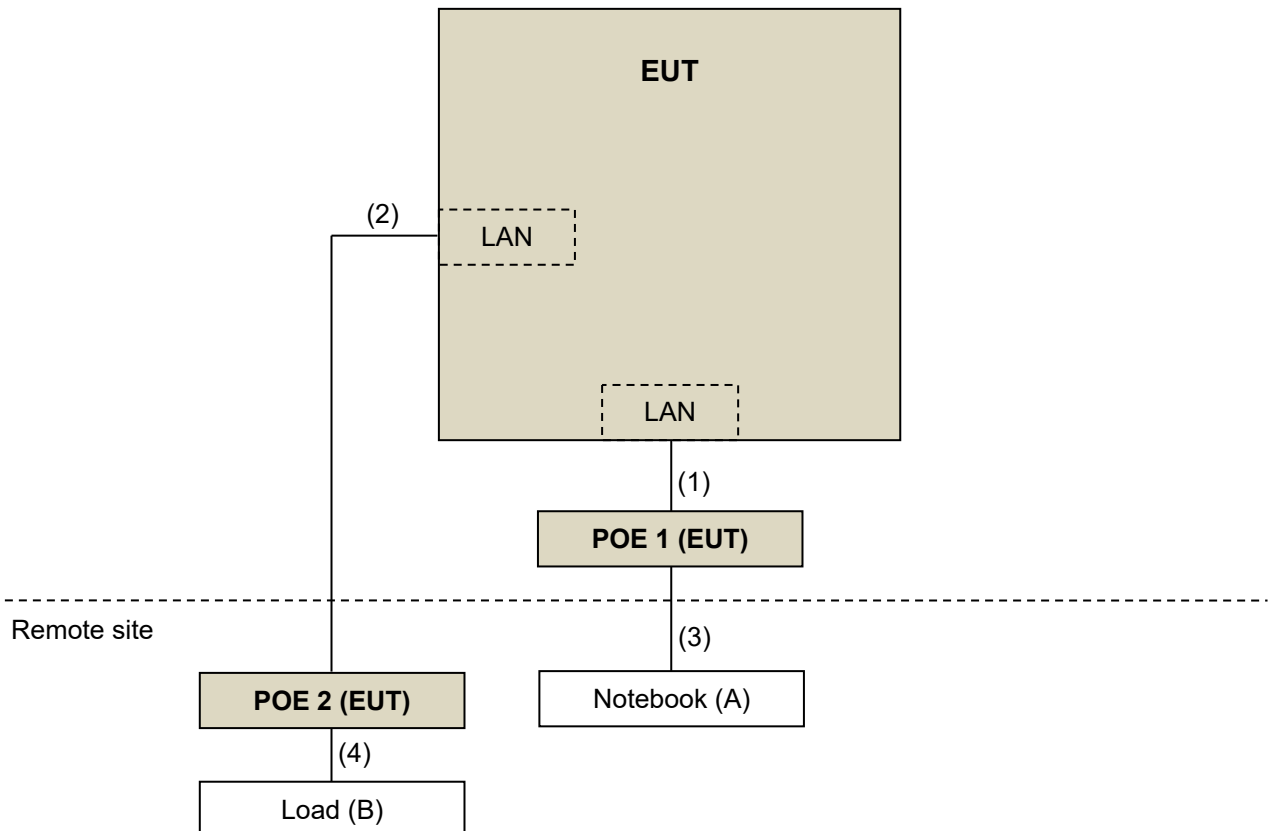 EUT
(2)
LAN
LAN
(1)
POE 1 (EUT)
Remote site
(3)
POE 2 (EUT)
Notebook (A)
(4)
Load (B)